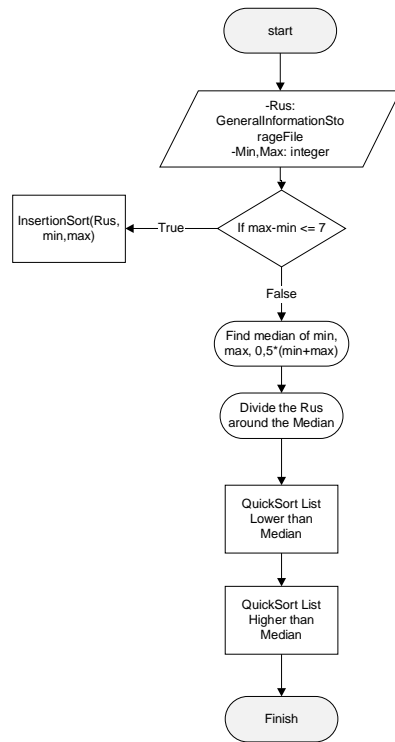 start
-Rus:
GeneralInformationSto
rageFile
-Min,Max: integer
InsertionSort(Rus,
min,max)
True
If max-min <= 7
False
Find median of min,
max, 0,5*(min+max)
Divide the Rus
around the Median
QuickSort List
Lower than
Median
QuickSort List
Higher than
Median
Finish